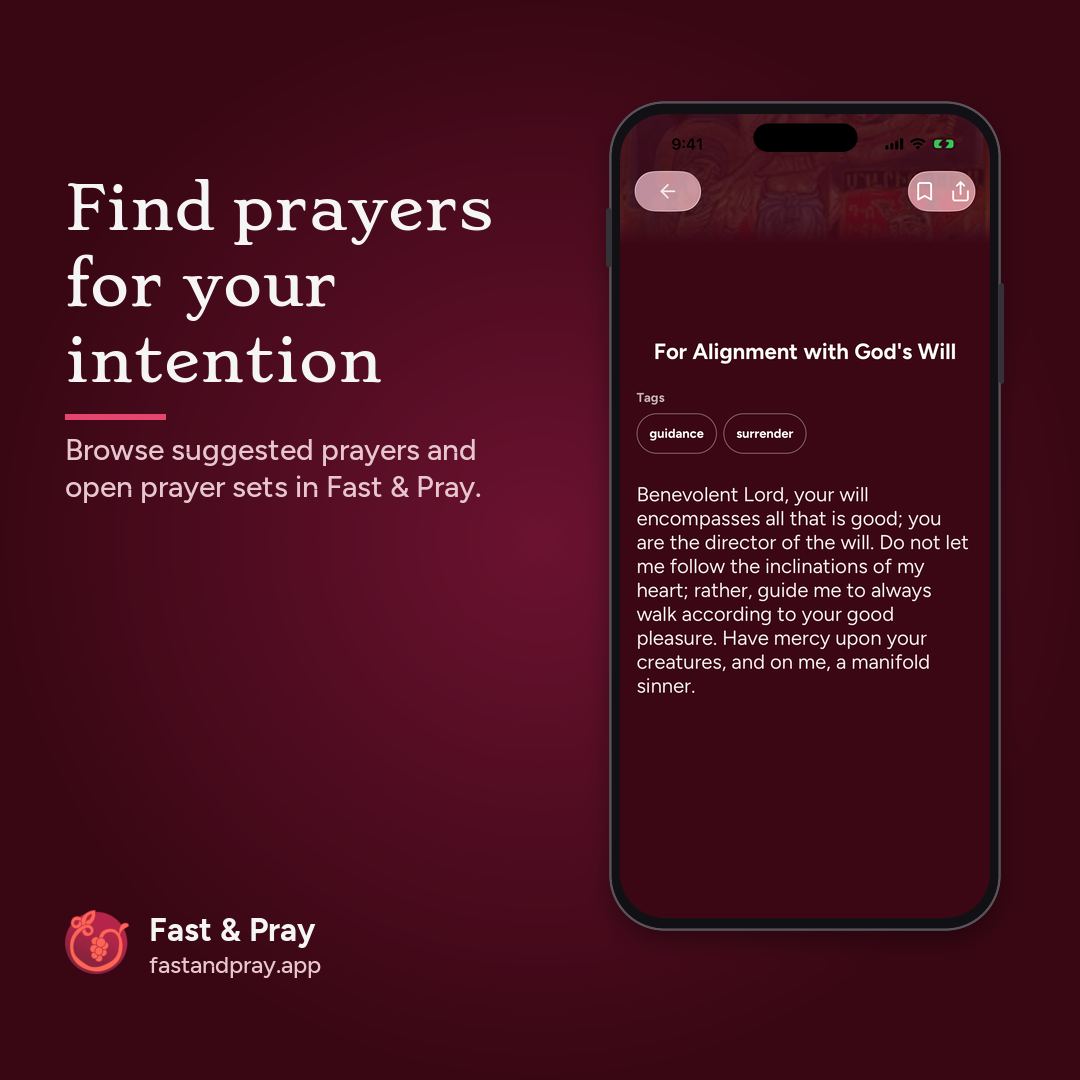 Find prayers
for your
intention
Browse suggested prayers and
open prayer sets in Fast & Pray.
Fast & Pray
fastandpray.app
9:41
For Alignment with God's Will
Tags
guidance
surrender
Benevolent Lord, your will
encompasses all that is good; you
are the director of the will. Do not let
me follow the inclinations of my
heart; rather, guide me to always
walk according to your good
pleasure. Have mercy upon your
creatures, and on me, a manifold
sinner.